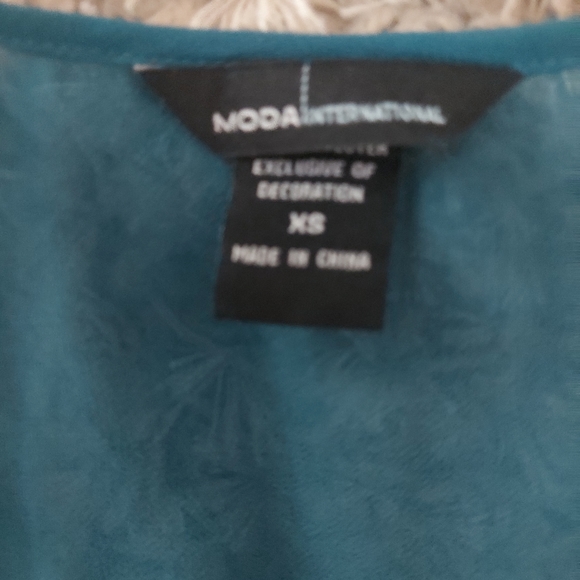 MODA INTERNATIONAL
EXCLUSIVE OF
DECORATION
XS
MADE IN CHINA